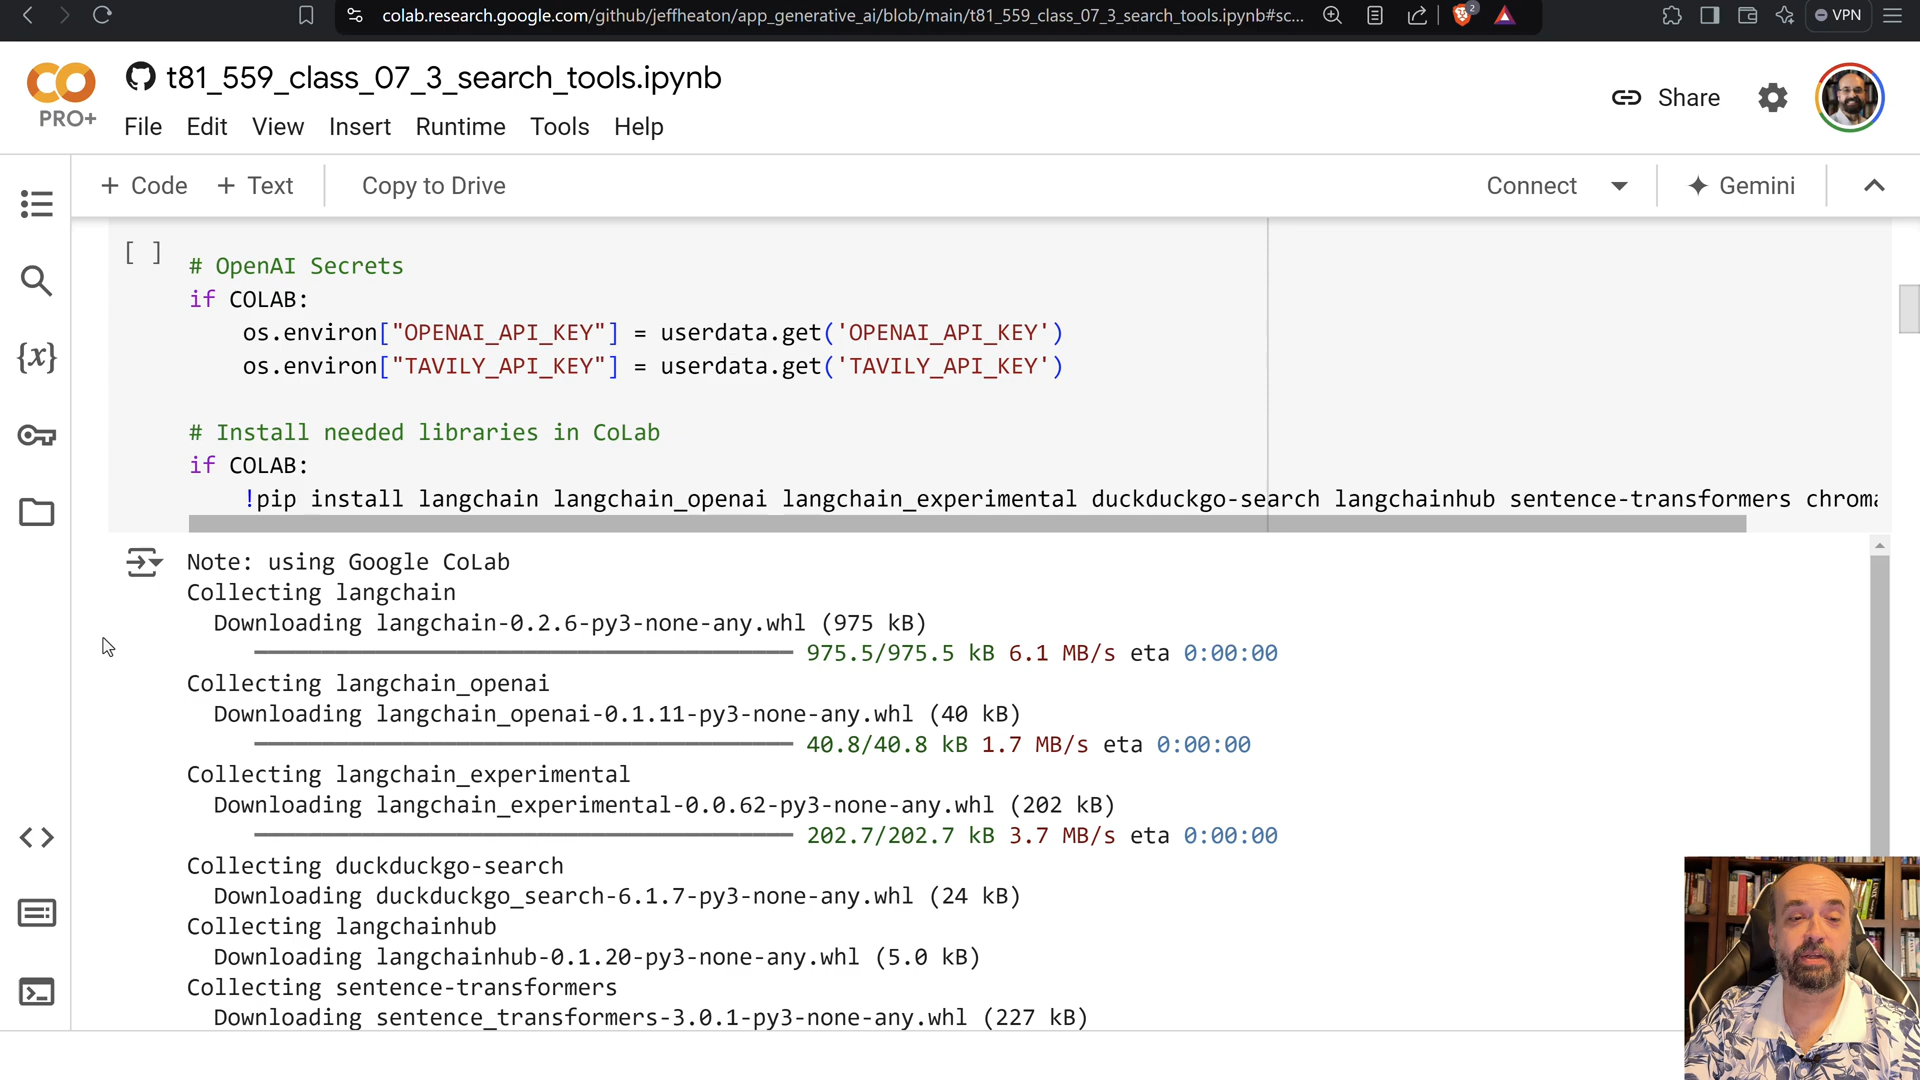 colab.research.google.com/github/jeffheaton/app_generative_ai/blob/main/t81_559_class_07_3_search_tools.ipynb#sc...
2
VPN
t81_559_class_07_3_search_tools.ipynb
PRO+
File Edit View Insert Runtime Tools Help
Share
+ Code + Text Copy to Drive
Connect
Gemini
[ ]
# OpenAI Secrets
if COLAB:
    os.environ["OPENAI_API_KEY"] = userdata.get('OPENAI_API_KEY')
    os.environ["TAVILY_API_KEY"] = userdata.get('TAVILY_API_KEY')
# Install needed libraries in CoLab
if COLAB:
    !pip install langchain langchain_openai langchain_experimental duckduckgo-search langchainhub sentence-transformers chroma
Note: using Google CoLab
Collecting langchain
  Downloading langchain-0.2.6-py3-none-any.whl (975 kB)
975.5/975.5 kB 6.1 MB/s eta 0:00:00
Collecting langchain_openai
  Downloading langchain_openai-0.1.11-py3-none-any.whl (40 kB)
40.8/40.8 kB 1.7 MB/s eta 0:00:00
Collecting langchain_experimental
  Downloading langchain_experimental-0.0.62-py3-none-any.whl (202 kB)
202.7/202.7 kB 3.7 MB/s eta 0:00:00
Collecting duckduckgo-search
  Downloading duckduckgo_search-6.1.7-py3-none-any.whl (24 kB)
Collecting langchainhub
  Downloading langchainhub-0.1.20-py3-none-any.whl (5.0 kB)
Collecting sentence-transformers
  Downloading sentence_transformers-3.0.1-py3-none-any.whl (227 kB)